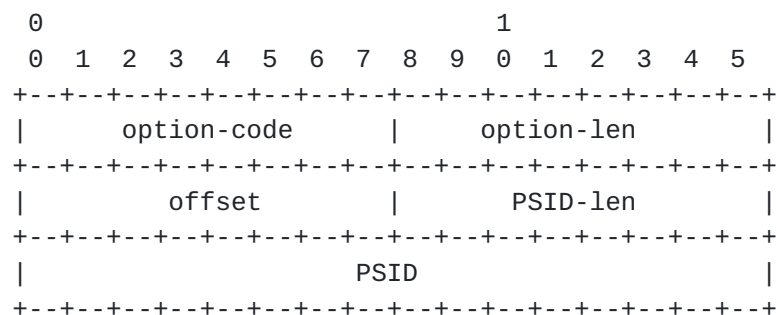 0                             1
 0  1  2  3  4  5  6  7  8  9  0  1  2  3  4  5
+--+--+--+--+--+--+--+--+--+--+--+--+--+--+--+--+
|      option-code      |     option-len        |
+--+--+--+--+--+--+--+--+--+--+--+--+--+--+--+--+
|         offset        |       PSID-len        |
+--+--+--+--+--+--+--+--+--+--+--+--+--+--+--+--+
|                     PSID                      |
+--+--+--+--+--+--+--+--+--+--+--+--+--+--+--+--+